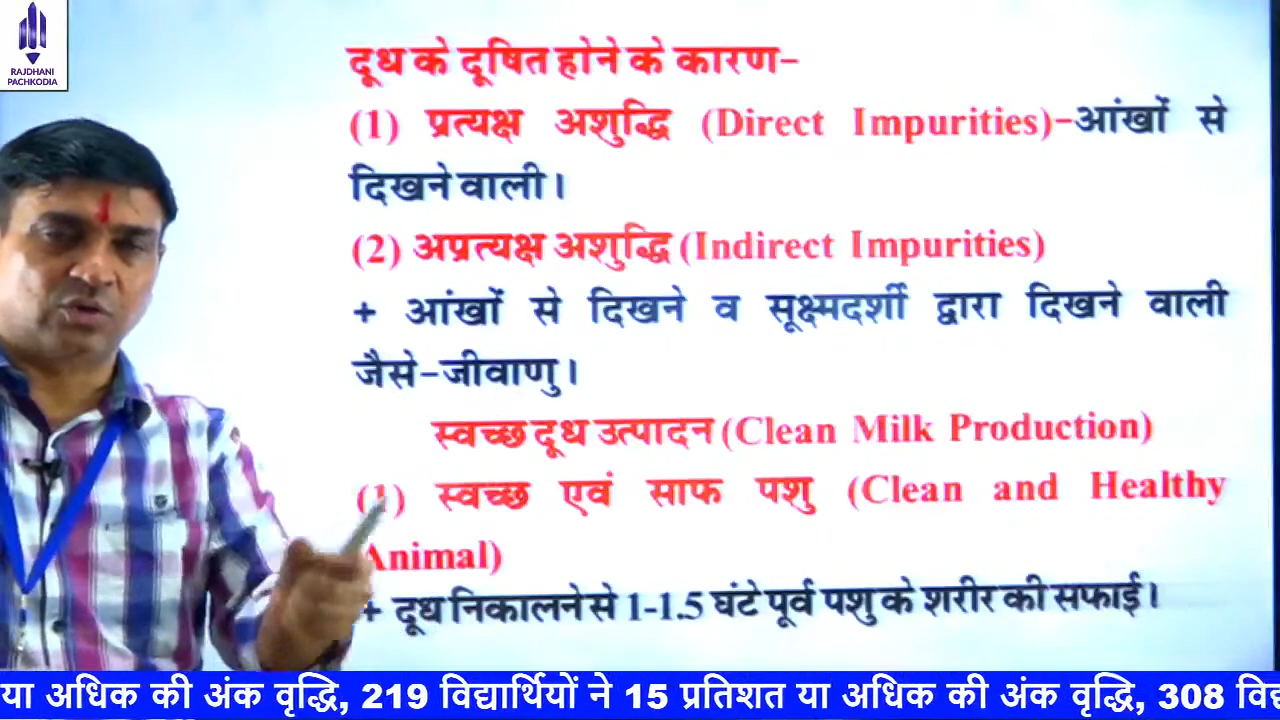 RAJDHANI
PACHKODIA
दूध के दूषित होने के कारण-
(1) प्रत्यक्ष अशुद्धि (Direct Impurities)-आंखों से
दिखने वाली।
(2) अप्रत्यक्ष अशुद्धि (Indirect Impurities)
+ आंखों से दिखने व सूक्ष्मदर्शी द्वारा दिखने वाली
जैसे-जीवाणु।
स्वच्छ दूध उत्पादन (Clean Milk Production)
(1) स्वच्छ एवं साफ पशु (Clean and Healthy
Animal)
+ दूध निकालने से 1-1.5 घंटे पूर्व पशु के शरीर की सफाई।
या अधिक की अंक वृद्धि, 219 विद्यार्थियों ने 15 प्रतिशत या अधिक की अंक वृद्धि, 308